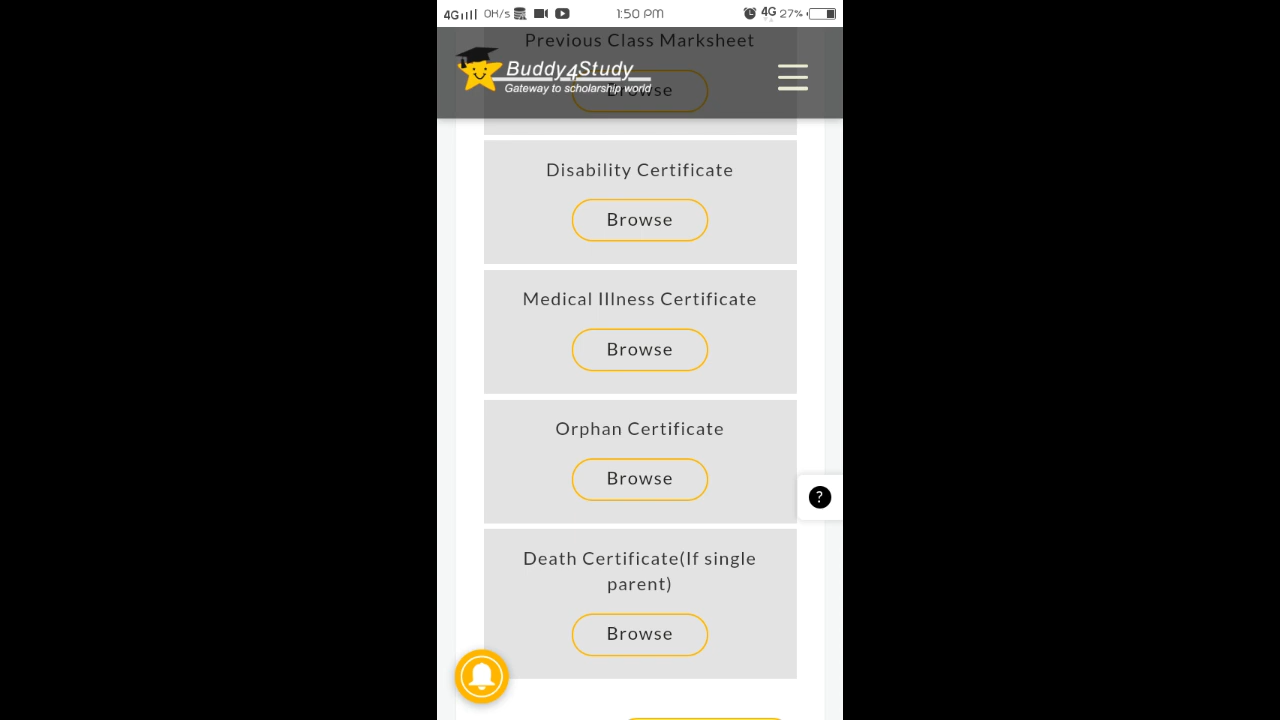 4G 0K/s 1:50 PM 4G 27%
Previous Class Marksheet
Buddy4Study
Browse
Gateway to scholarship world
Disability Certificate
Browse
Medical Illness Certificate
Browse
Orphan Certificate
Browse
?
Death Certificate(If single
parent)
Browse